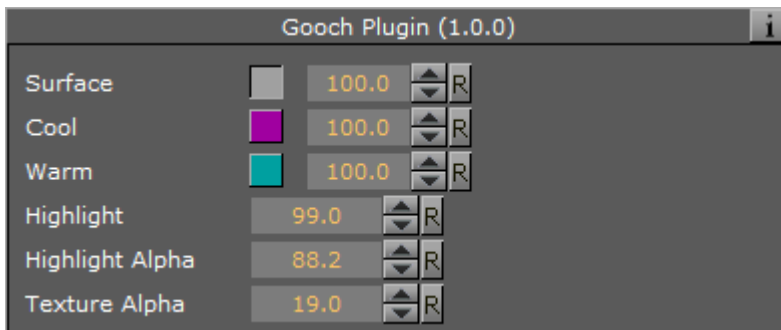 Gooch Plugin (1.0.0) i
Surface 100.0 R
Cool 100.0 R
Warm 100.0 R
Highlight 99.0 R
Highlight Alpha 88.2 R
Texture Alpha 19.0 R